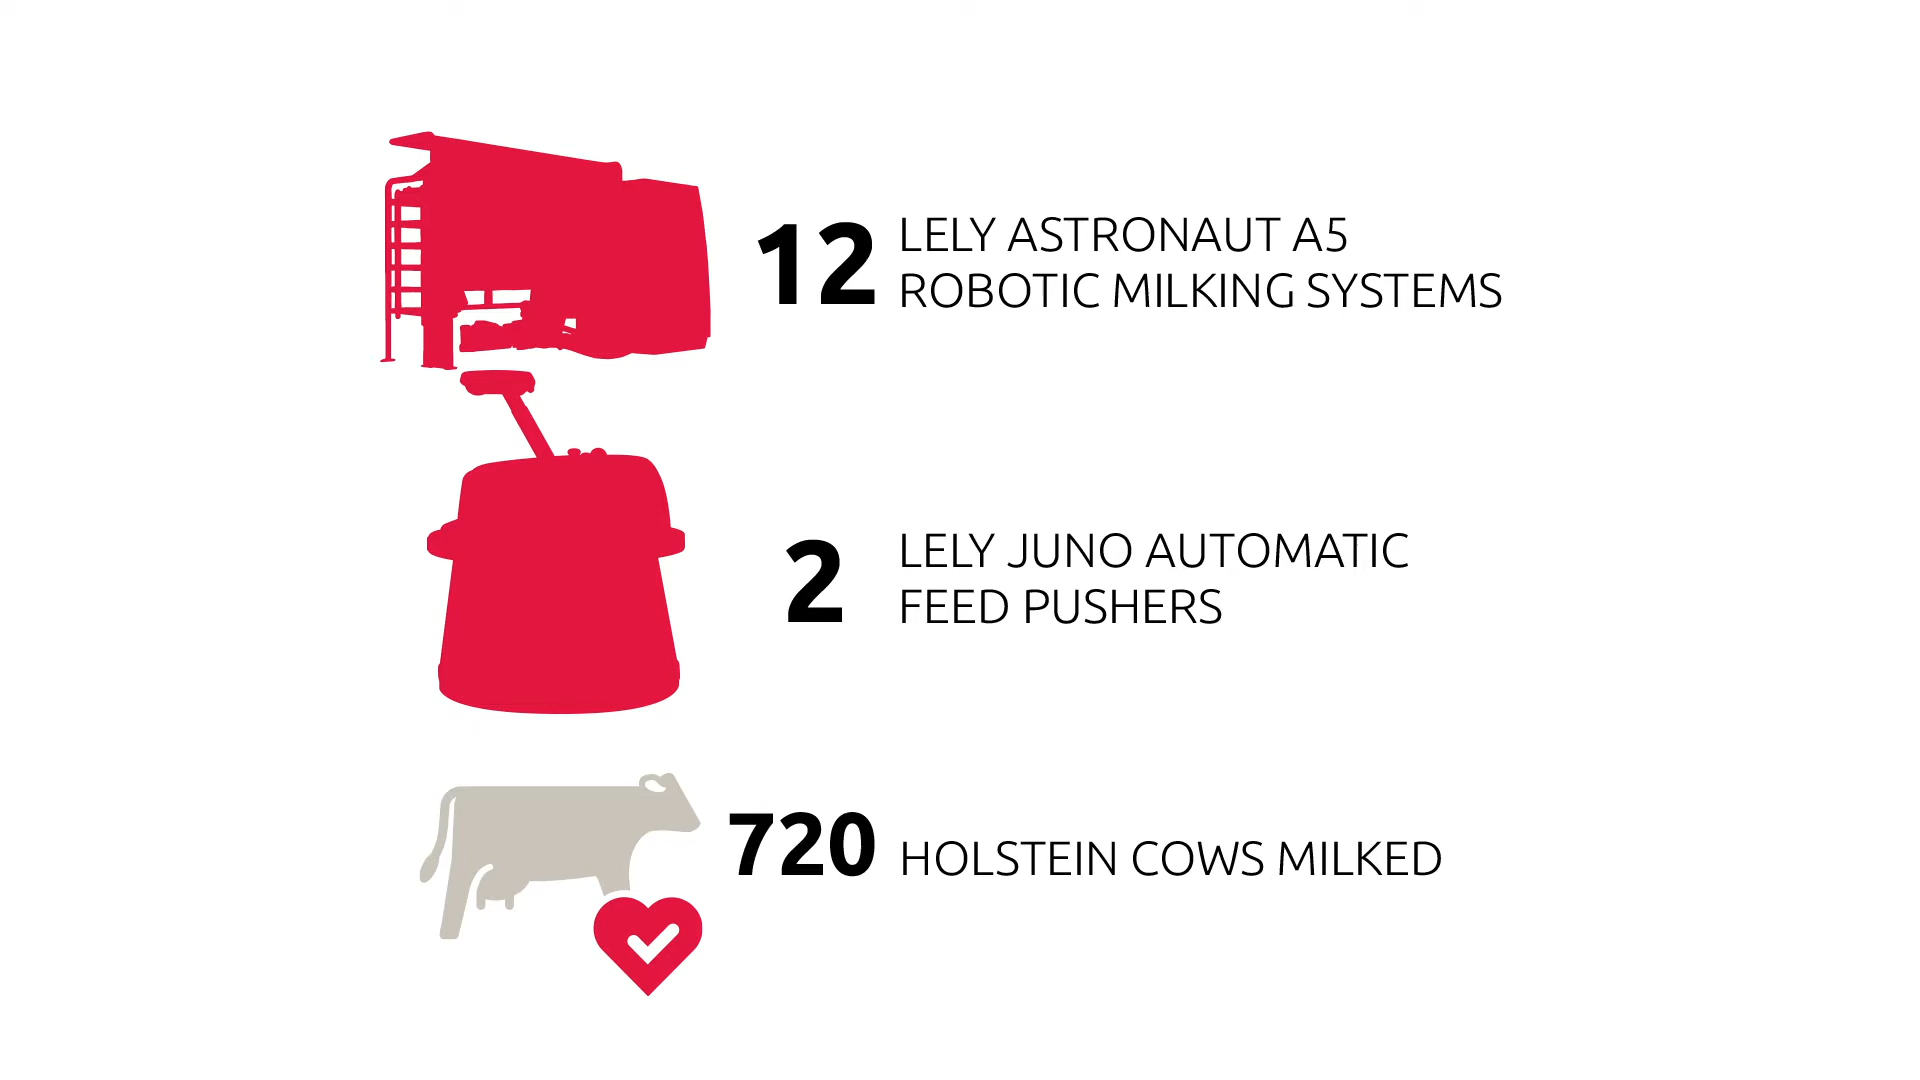 12
LELY ASTRONAUT A5
ROBOTIC MILKING SYSTEMS
2
LELY JUNO AUTOMATIC
FEED PUSHERS
720 HOLSTEIN COWS MILKED